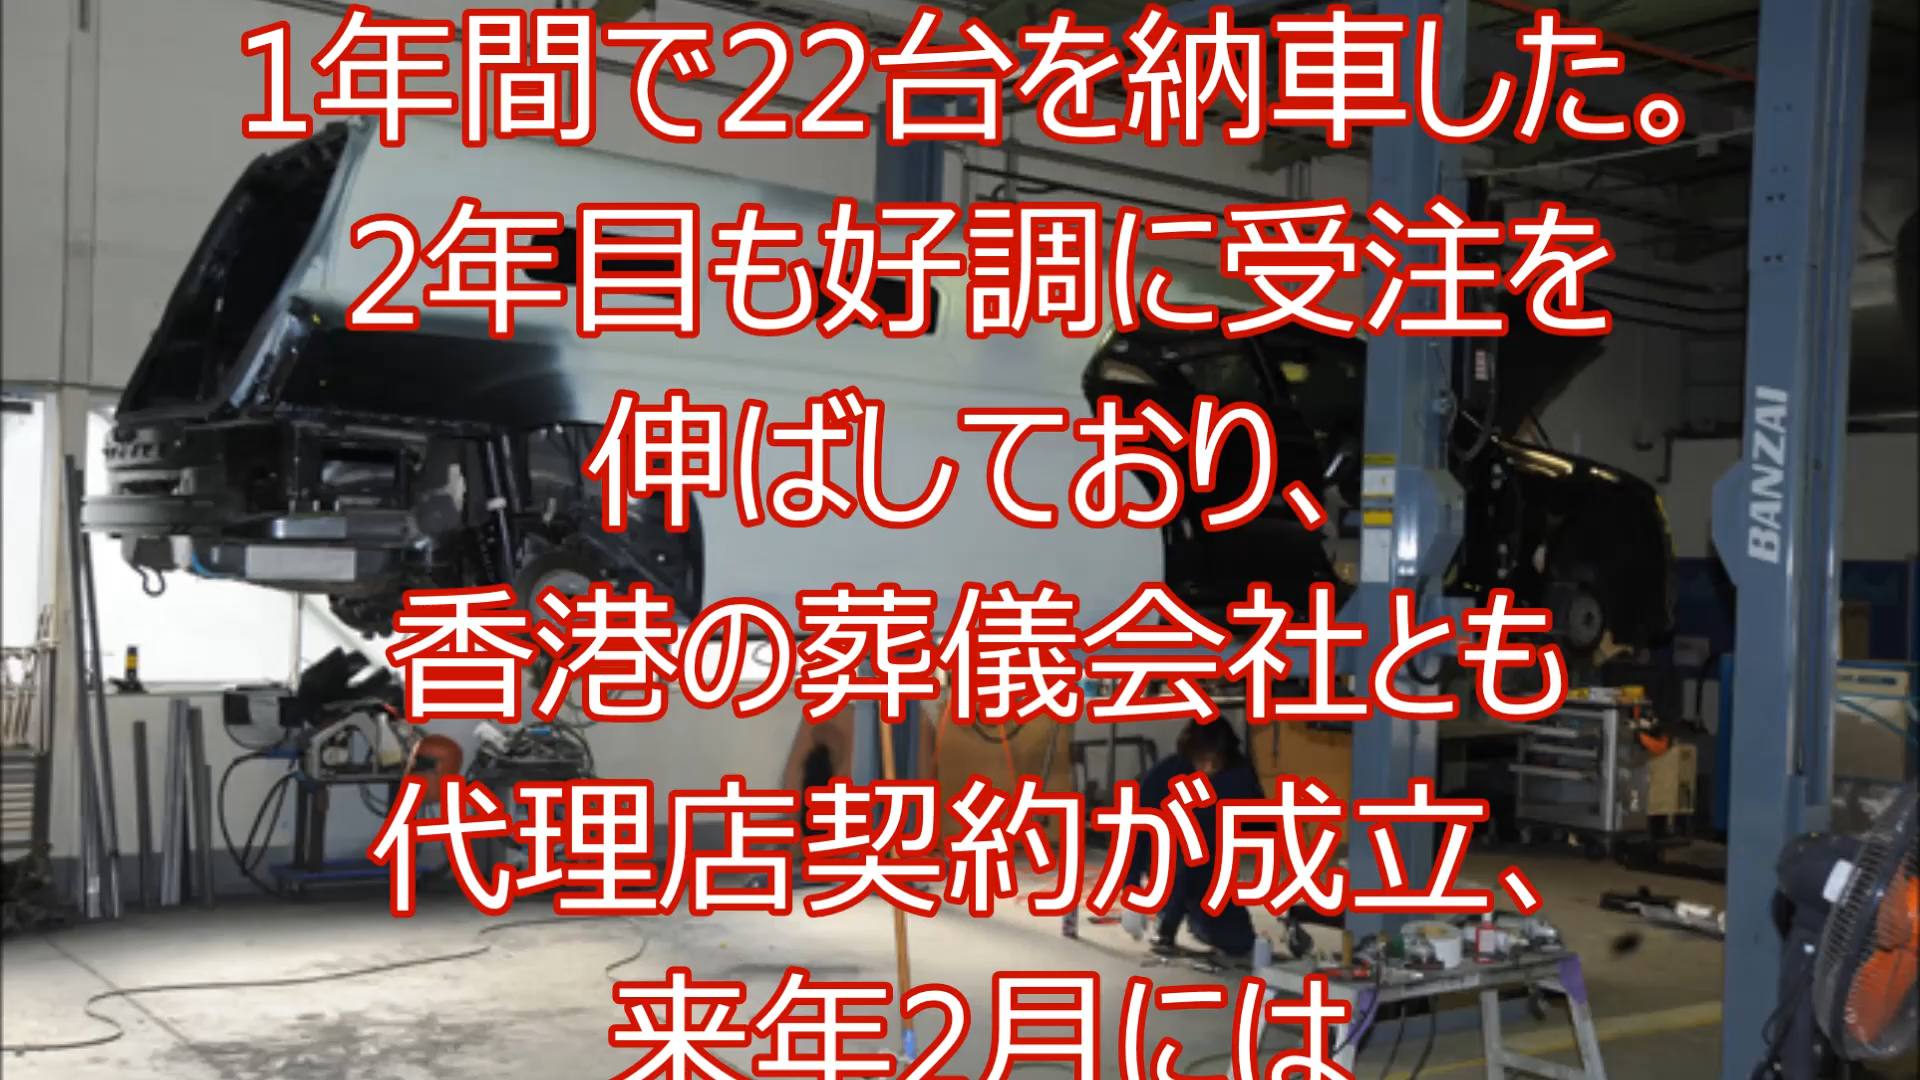 1年間で22台を納車した。
2年目も好調に受注を
伸ばしており、
香港の葬儀会社とも
代理店契約が成立、
来年2月には
BANZAI